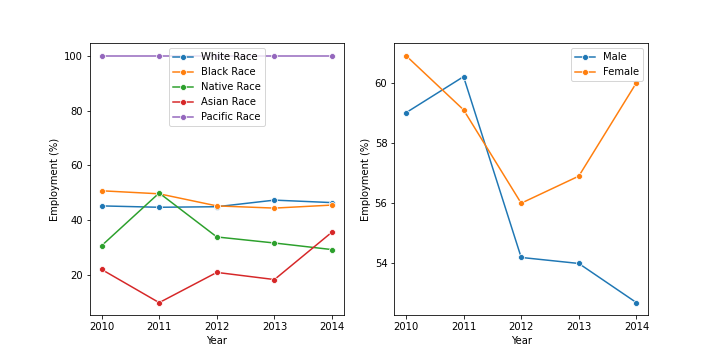 100
80
60
40
20
Employment (%)
2010 2011 2012 2013 2014
Year
White Race
Black Race
Native Race
Asian Race
Pacific Race
60
58
56
54
Employment (%)
2010 2011 2012 2013 2014
Year
Male
Female